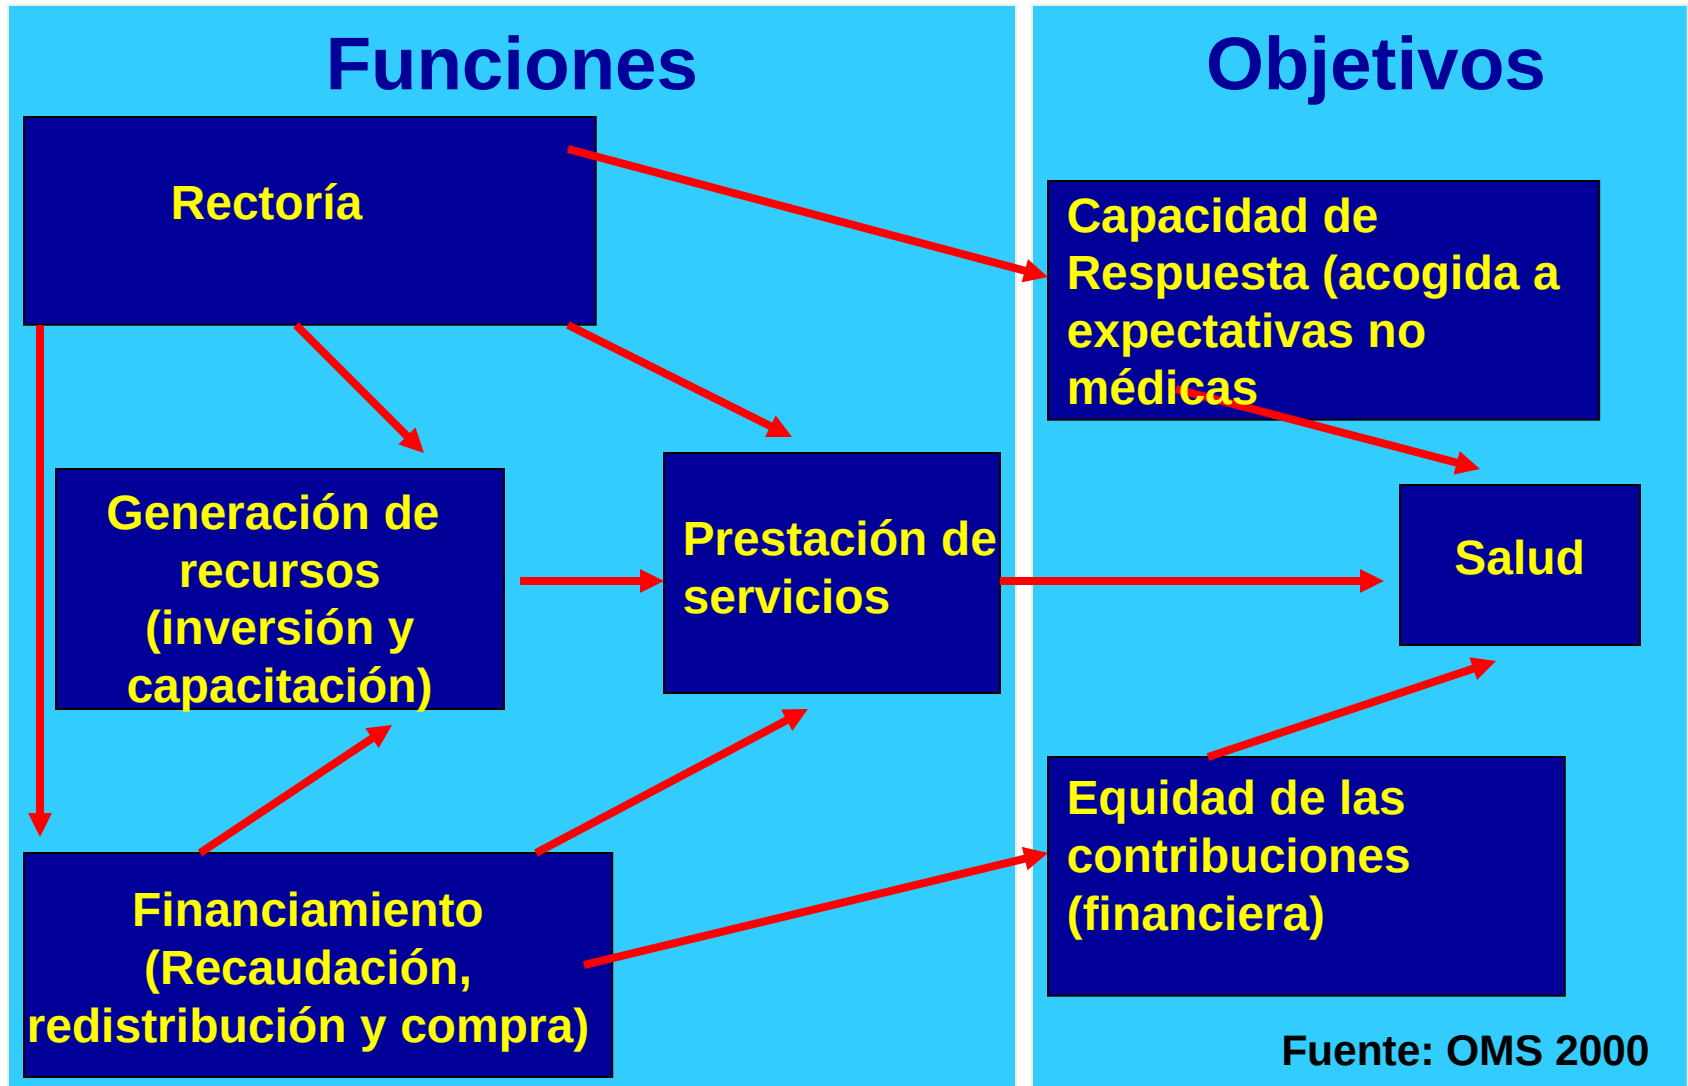 Funciones
Rectoría
Generación de
recursos
(inversión y
capacitación)
Prestación de
servicios
Financiamiento
(Recaudación,
redistribución y compra)
Objetivos
Capacidad de
Respuesta (acogida a
expectativas no
médicas
Salud
Equidad de las
contribuciones
(financiera)
Fuente: OMS 2000